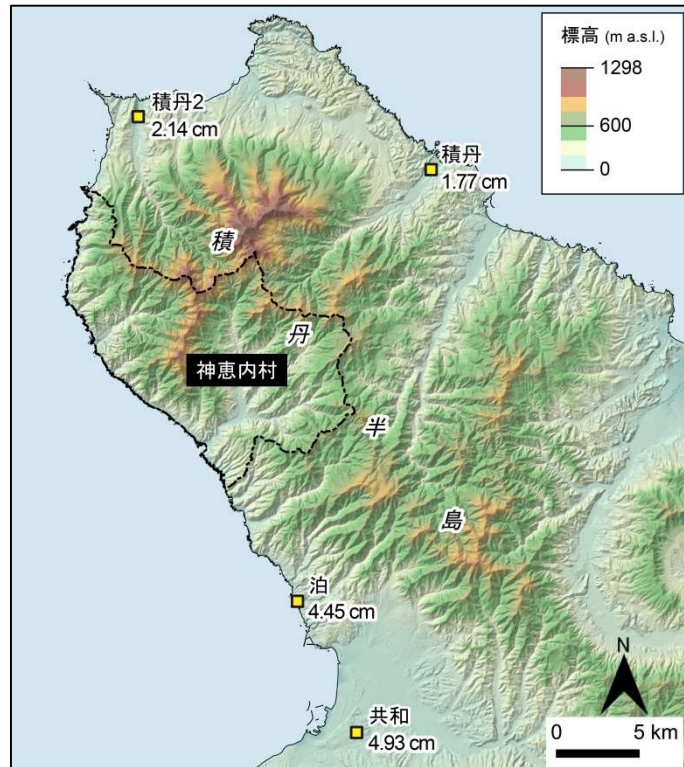 標高 (m a.s.l.)
1298
600
0
積丹2
2.14 cm
積丹
1.77 cm
積
丹
半
島
神恵内村
泊
4.45 cm
共和
4.93 cm
N
0 5 km